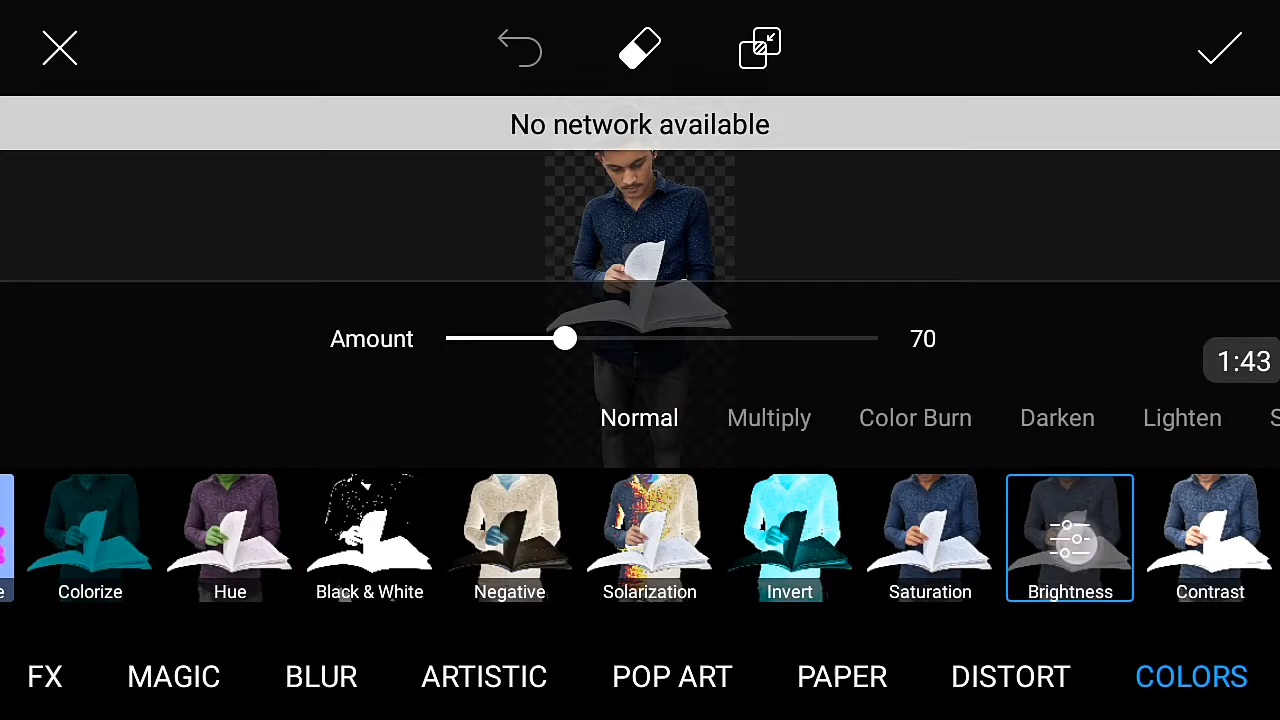 No network available
Amount 70
1:43
Normal Multiply Color Burn Darken Lighten S
e Colorize Hue Black & White Negative Solarization Invert Saturation Brightness Contrast
FX MAGIC BLUR ARTISTIC POP ART PAPER DISTORT COLORS